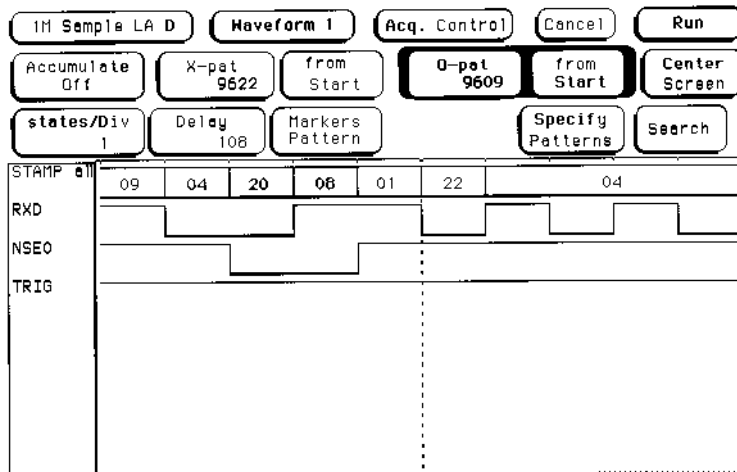 1M Sample LA D Waveform 1 Acq. Control Cancel Run
Accumulate Off X-pat 9622 from Start O-pat 9609 from Start Center Screen
states/Div 1 Delay 108 Markers Pattern Specify Patterns Search
STAMP all 09 04 20 08 01 22 04
RXD
NSEO
TRIG